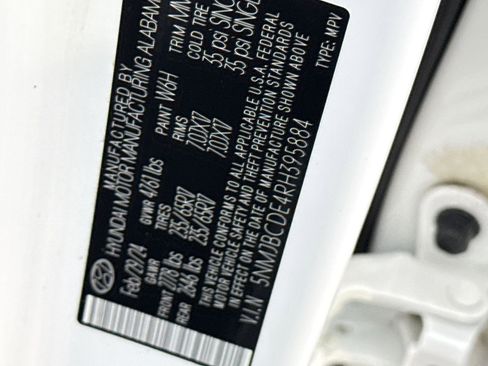 MANUFACTURED BY
HYUNDAI MOTOR MANUFACTURING ALABAMA
Feb/29/24 GVWR 4761 lbs PAINT W6H TRIM
GAWR TIRES RIMS COLD TIRE
FRONT 2778 lbs 235/65R17 7.0JX17 35 psi SINGLE
REAR 2646 lbs 235/65R17 7.0JX17 35 psi SINGLE
THIS VEHICLE CONFORMS TO ALL APPLICABLE U.S.A. FEDERAL
MOTOR VEHICLE SAFETY AND THEFT PREVENTION STANDARDS
IN EFFECT ON THE DATE OF MANUFACTURE SHOWN ABOVE
V.I.N 5NMJBCDE4RH395884 TYPE: MPV